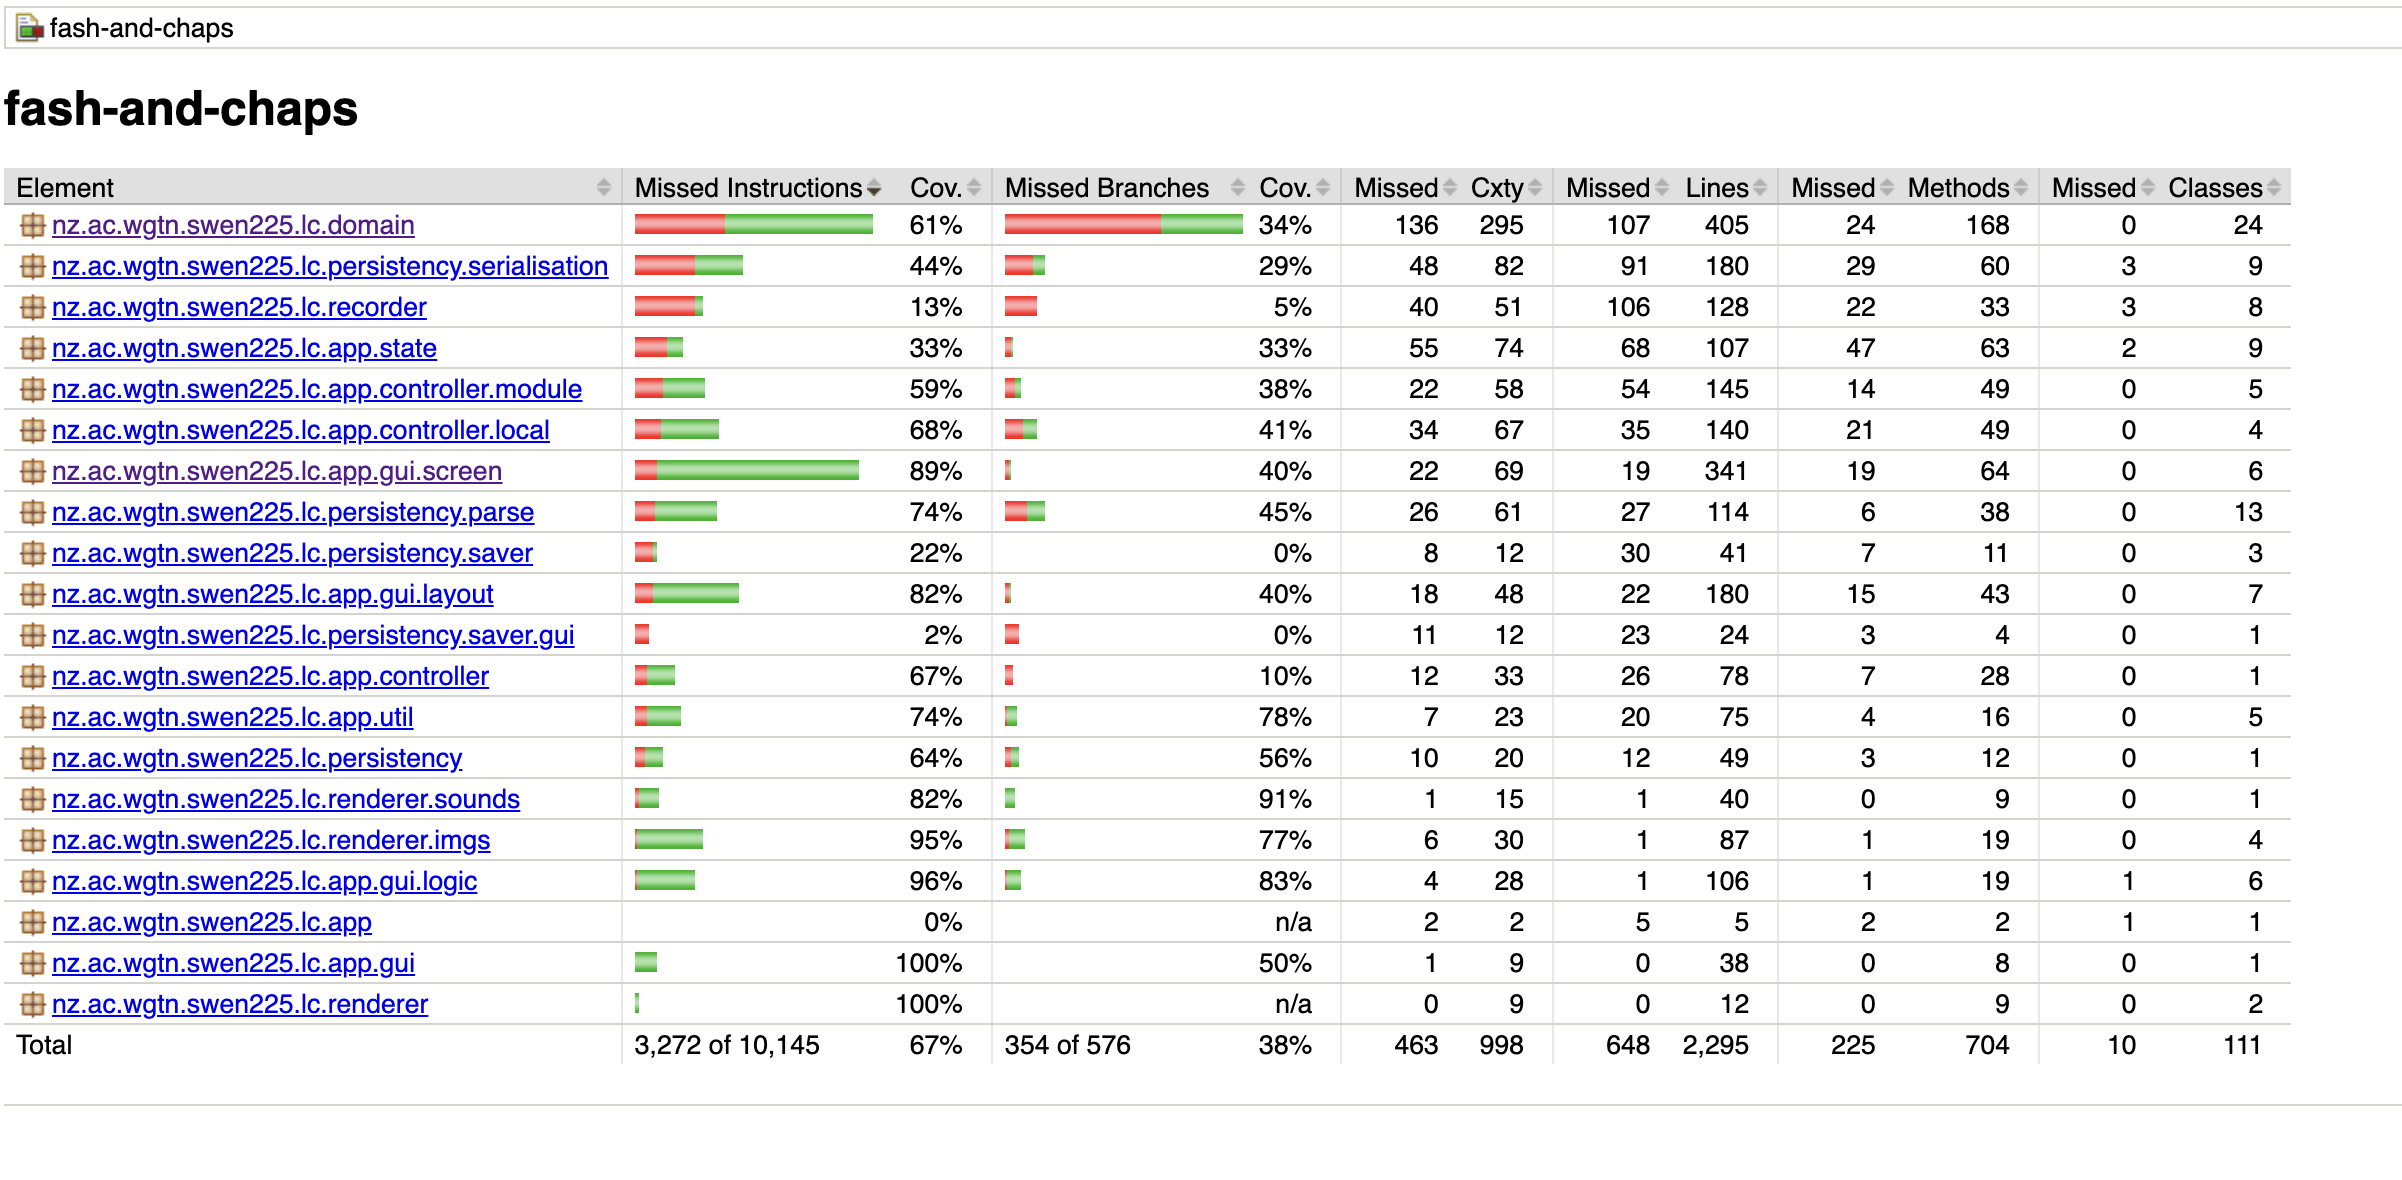 fash-and-chaps
fash-and-chaps
Element Missed Instructions Cov. Missed Branches Cov. Missed Cxty Missed Lines Missed Methods Missed Classes
nz.ac.wgtn.swen225.lc.domain 61% 34% 136 295 107 405 24 168 0 24
nz.ac.wgtn.swen225.lc.persistency.serialisation 44% 29% 48 82 91 180 29 60 3 9
nz.ac.wgtn.swen225.lc.recorder 13% 5% 40 51 106 128 22 33 3 8
nz.ac.wgtn.swen225.lc.app.state 33% 33% 55 74 68 107 47 63 2 9
nz.ac.wgtn.swen225.lc.app.controller.module 59% 38% 22 58 54 145 14 49 0 5
nz.ac.wgtn.swen225.lc.app.controller.local 68% 41% 34 67 35 140 21 49 0 4
nz.ac.wgtn.swen225.lc.app.gui.screen 89% 40% 22 69 19 341 19 64 0 6
nz.ac.wgtn.swen225.lc.persistency.parse 74% 45% 26 61 27 114 6 38 0 13
nz.ac.wgtn.swen225.lc.persistency.saver 22% 0% 8 12 30 41 7 11 0 3
nz.ac.wgtn.swen225.lc.app.gui.layout 82% 40% 18 48 22 180 15 43 0 7
nz.ac.wgtn.swen225.lc.persistency.saver.gui 2% 0% 11 12 23 24 3 4 0 1
nz.ac.wgtn.swen225.lc.app.controller 67% 10% 12 33 26 78 7 28 0 1
nz.ac.wgtn.swen225.lc.app.util 74% 78% 7 23 20 75 4 16 0 5
nz.ac.wgtn.swen225.lc.persistency 64% 56% 10 20 12 49 3 12 0 1
nz.ac.wgtn.swen225.lc.renderer.sounds 82% 91% 1 15 1 40 0 9 0 1
nz.ac.wgtn.swen225.lc.renderer.imgs 95% 77% 6 30 1 87 1 19 0 4
nz.ac.wgtn.swen225.lc.app.gui.logic 96% 83% 4 28 1 106 1 19 1 6
nz.ac.wgtn.swen225.lc.app 0% n/a 2 2 5 5 2 2 1 1
nz.ac.wgtn.swen225.lc.app.gui 100% 50% 1 9 0 38 0 8 0 1
nz.ac.wgtn.swen225.lc.renderer 100% n/a 0 9 0 12 0 9 0 2
Total 3,272 of 10,145 67% 354 of 576 38% 463 998 648 2,295 225 704 10 111